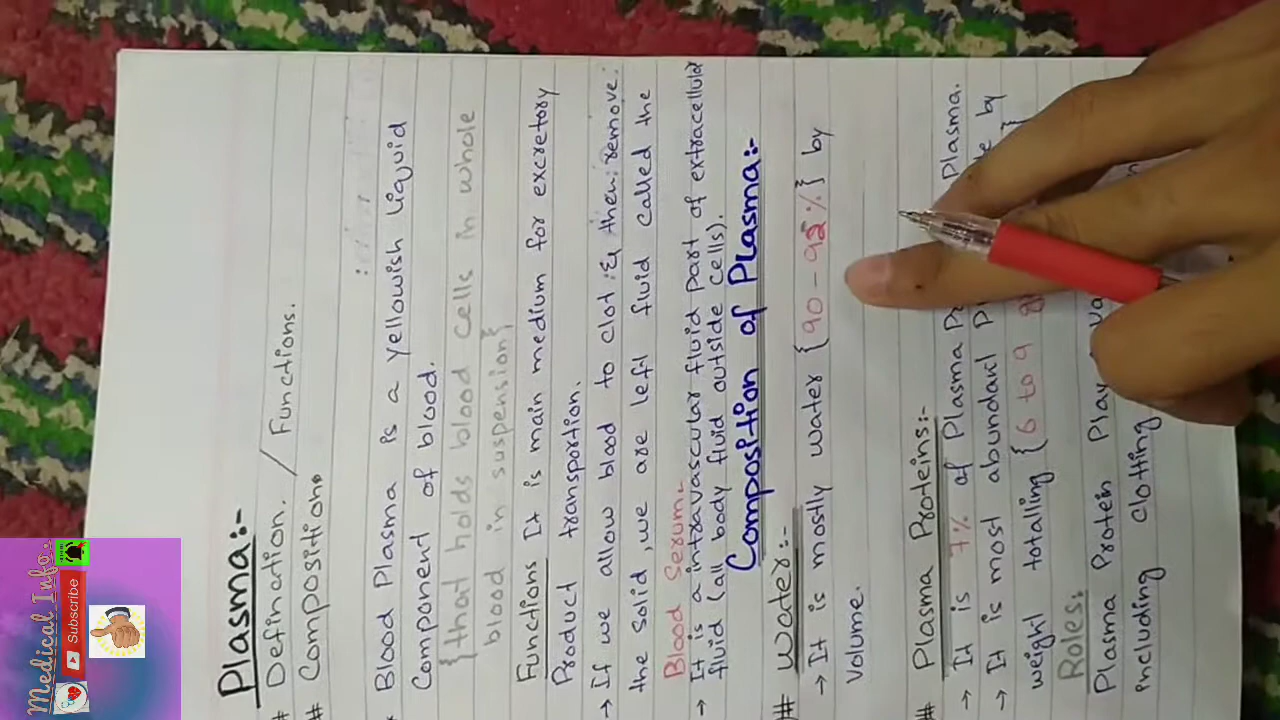 Plasma:-
# Defination. / Functions.
# Composition.
Blood Plasma is a yellowish liquid
Component of blood.
{that holds blood cells in whole
blood in suspension}
Functions It is main medium for excretory
Product transportion.
→ If we allow blood to clot & then remove
the solid, we are left fluid called the
Blood Serum.
→ It is a intravascular fluid part of extracellular
fluid (all body fluid outside cells).
Composition of Plasma:-
# Water:-
→ It is mostly water {90-92%} by
volume.
# Plasma Proteins:-
→ It is 7% of Plasma Plasma.
→ It is most abundant by
weight totalling {6 to 9
Roles:
Plasma Protein Play
including clotting
Medical Info.
Subscribe